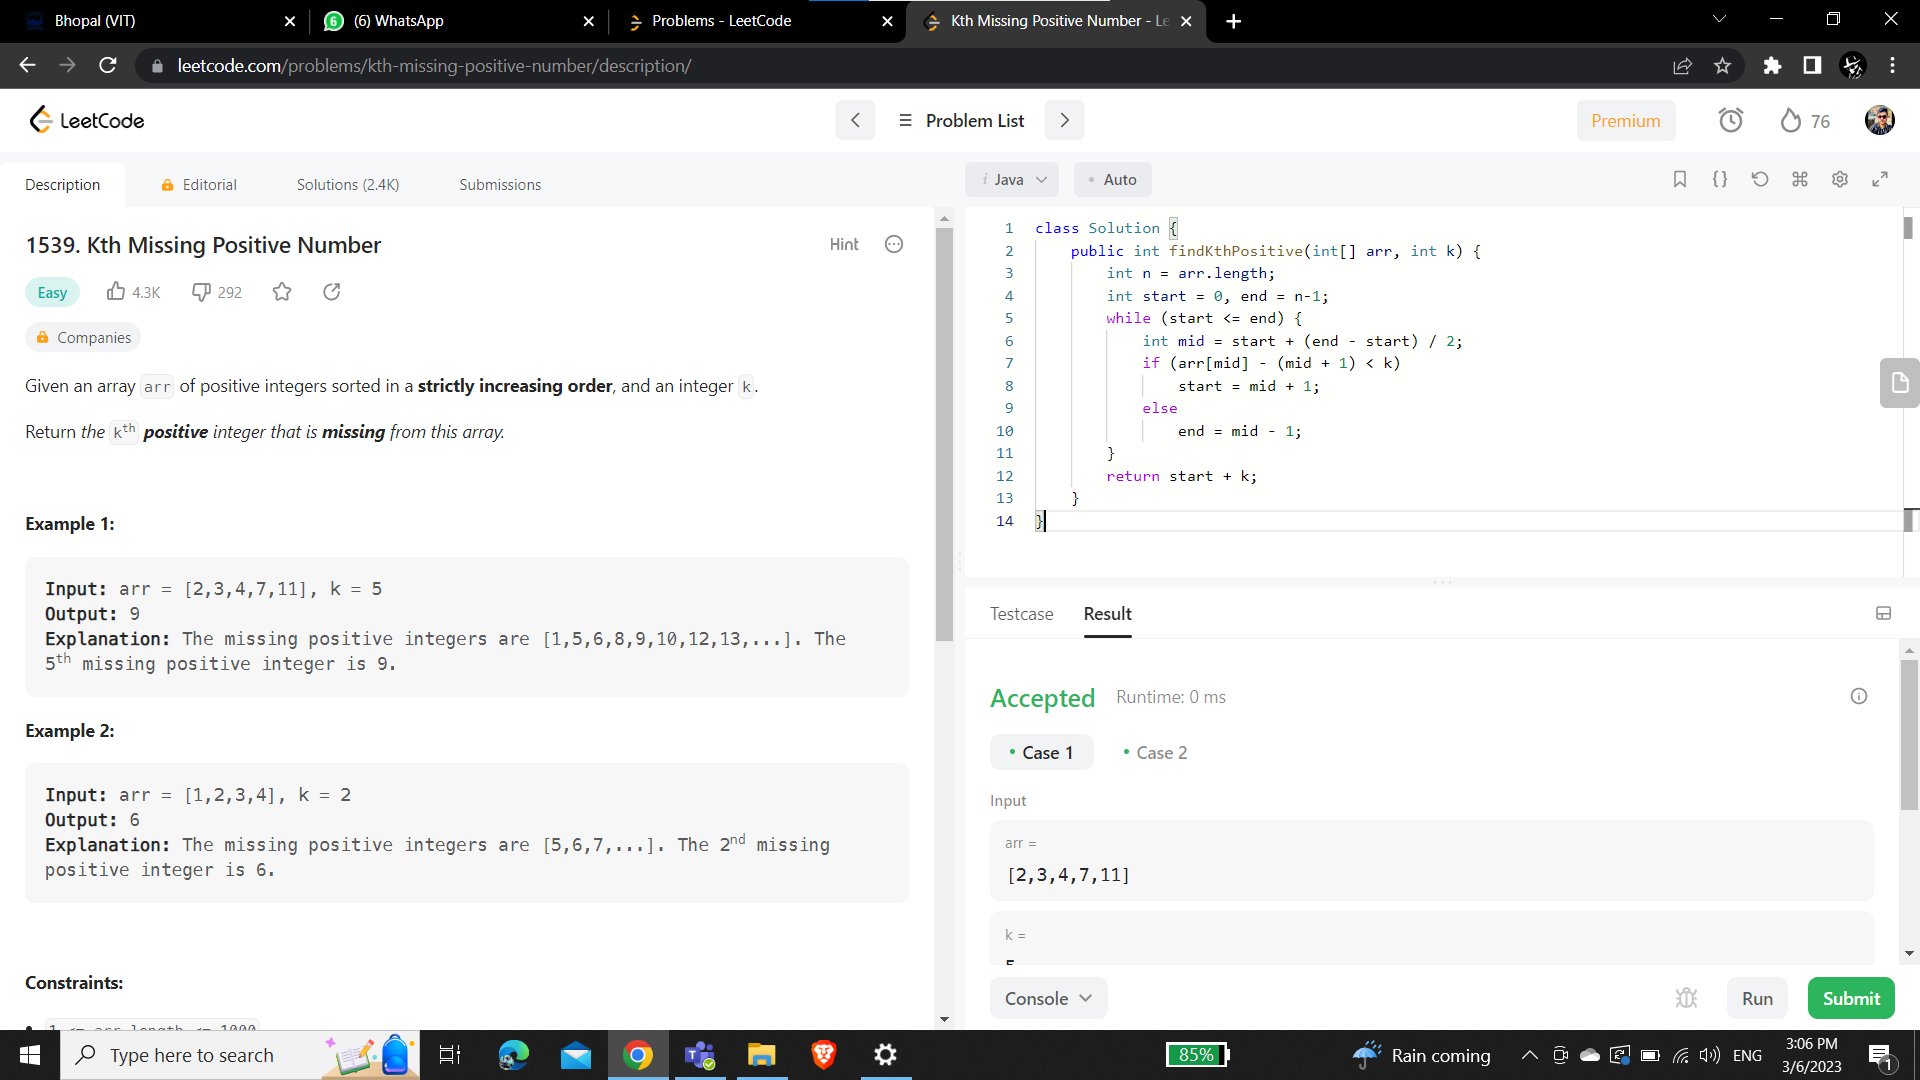 Bhopal (VIT)
(6) WhatsApp
Problems - LeetCode
Kth Missing Positive Number - Le
leetcode.com/problems/kth-missing-positive-number/description/
LeetCode
Problem List
Premium
76
Description
Editorial
Solutions (2.4K)
Submissions
i Java
• Auto
1539. Kth Missing Positive Number
Hint
Easy
4.3K
292
Companies
Given an array arr of positive integers sorted in a strictly increasing order, and an integer k.
Return the kth positive integer that is missing from this array.
Example 1:
Input: arr = [2,3,4,7,11], k = 5
Output: 9
Explanation: The missing positive integers are [1,5,6,8,9,10,12,13,...]. The
5th missing positive integer is 9.
Example 2:
Input: arr = [1,2,3,4], k = 2
Output: 6
Explanation: The missing positive integers are [5,6,7,...]. The 2nd missing
positive integer is 6.
Constraints:
1 <= arr.length <= 1000
1 class Solution {
2 public int findKthPositive(int[] arr, int k) {
3 int n = arr.length;
4 int start = 0, end = n-1;
5 while (start <= end) {
6 int mid = start + (end - start) / 2;
7 if (arr[mid] - (mid + 1) < k)
8 start = mid + 1;
9 else
10 end = mid - 1;
11 }
12 return start + k;
13 }
14 }
Testcase
Result
Accepted
Runtime: 0 ms
• Case 1
• Case 2
Input
arr =
[2,3,4,7,11]
k =
5
Console
Run
Submit
Type here to search
85%
Rain coming
ENG
3:06 PM
3/6/2023
1